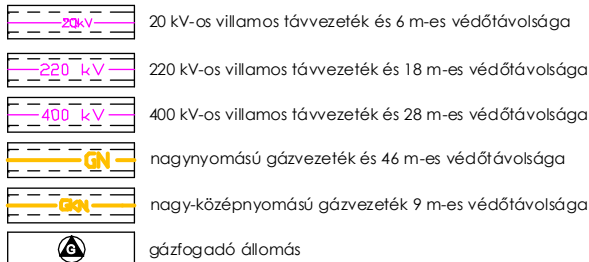 20kV 20 kV-os villamos távvezeték és 6 m-es védőtávolsága
220 kV 220 kV-os villamos távvezeték és 18 m-es védőtávolsága
400 kV 400 kV-os villamos távvezeték és 28 m-es védőtávolsága
GN nagynyomású gázvezeték és 46 m-es védőtávolsága
GKN nagy-középnyomású gázvezeték 9 m-es védőtávolsága
G gázfogadó állomás